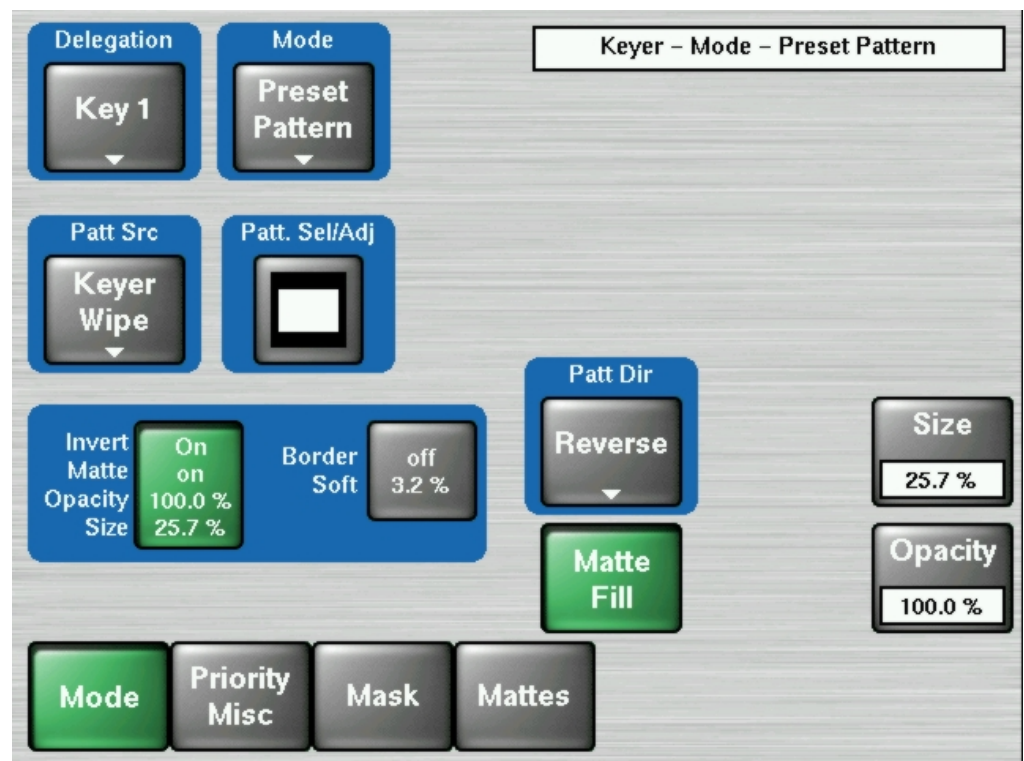 Delegation
Mode
Keyer – Mode – Preset Pattern
Key 1
Preset
Pattern
Patt Src
Patt. Sel/Adj
Keyer
Wipe
Patt Dir
Reverse
Size
25.7 %
Invert On
Matte on
Opacity 100.0 %
Size 25.7 %
Border off
Soft 3.2 %
Matte
Fill
Opacity
100.0 %
Mode
Priority
Misc
Mask
Mattes